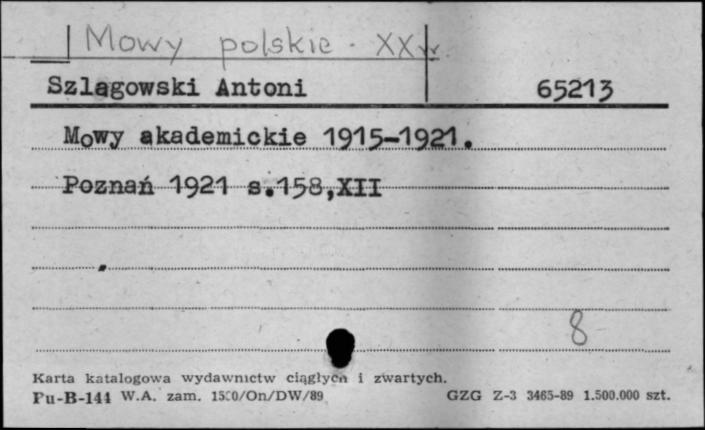 Mowy polskie · XX w.
Szlagowski Antoni 65213
Mowy akademickie 1915-1921.
Poznań 1921 s.158,XII
8
Karta katalogowa wydawnictw ciągłych i zwartych.
Pu-B-144 W.A. zam. 1500/On/DW/89 GZG Z-3 3465-89 1.500.000 szt.